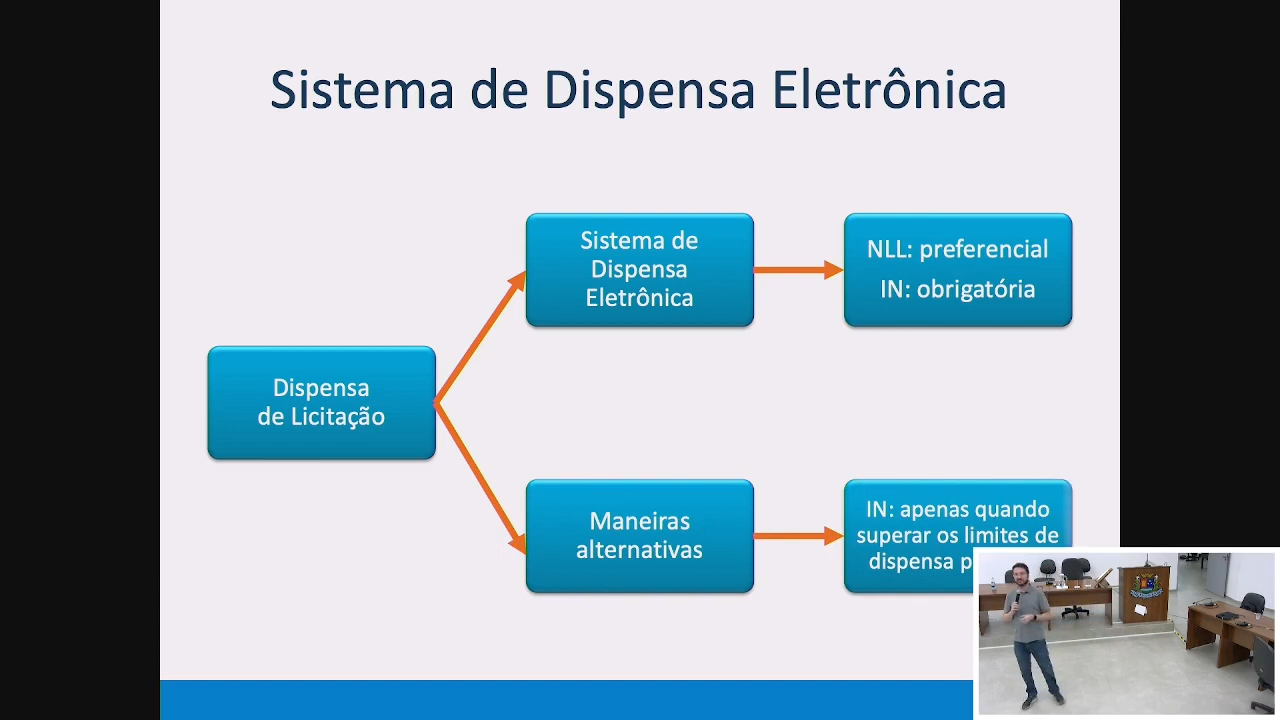 Sistema de Dispensa Eletrônica
Sistema de
Dispensa
Eletrônica
NLL: preferencial
IN: obrigatória
Dispensa
de Licitação
Maneiras
alternativas
IN: apenas quando
superar os limites de
dispensa